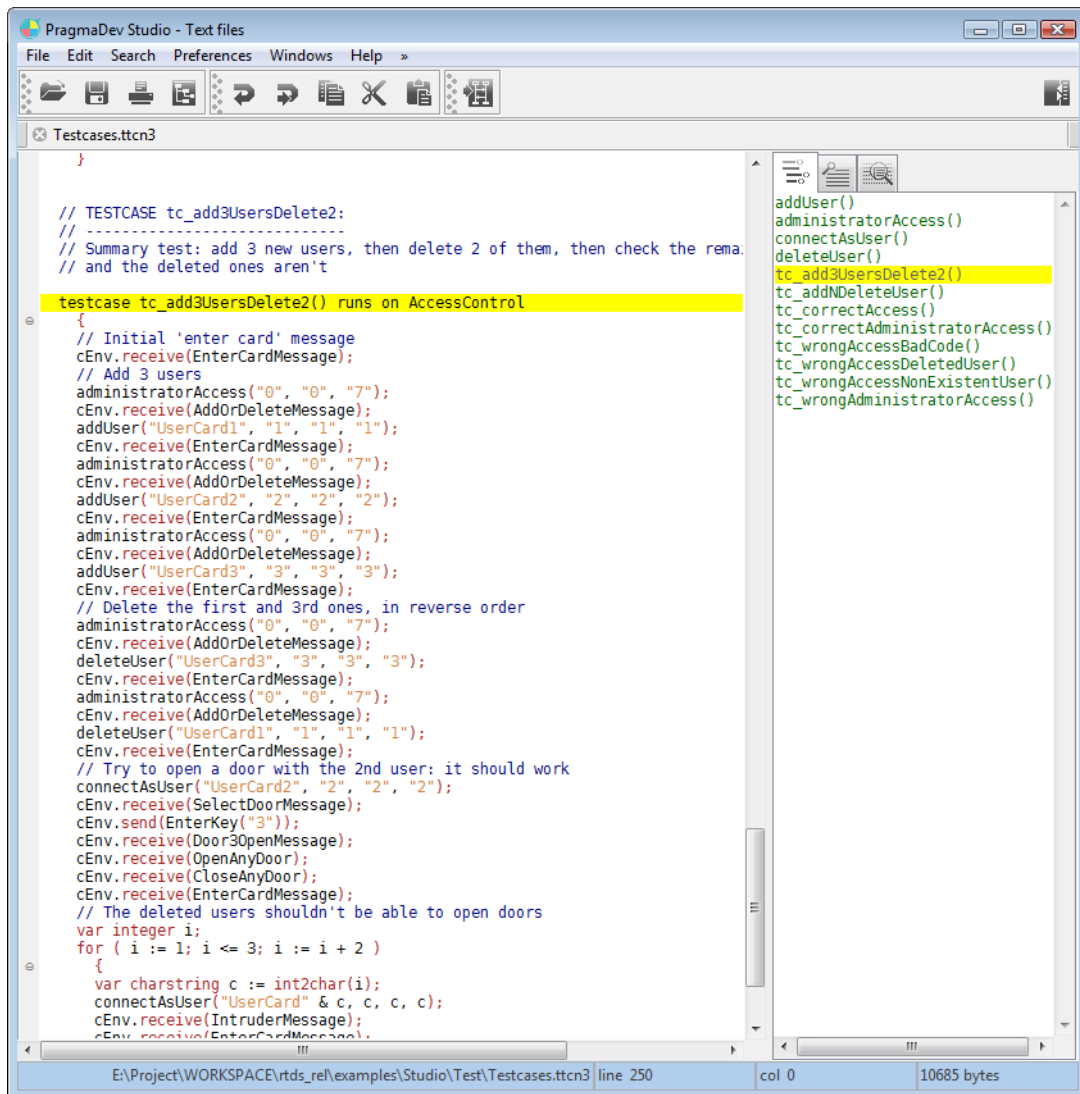 PragmaDev Studio - Text files
File Edit Search Preferences Windows Help »
Testcases.ttcn3
}
// TESTCASE tc_add3UsersDelete2:
// -----------------------------
// Summary test: add 3 new users, then delete 2 of them, then check the rema
// and the deleted ones aren't
testcase tc_add3UsersDelete2() runs on AccessControl
{
// Initial 'enter card' message
cEnv.receive(EnterCardMessage);
// Add 3 users
administratorAccess("0", "0", "7");
cEnv.receive(AddOrDeleteMessage);
addUser("UserCard1", "1", "1", "1");
cEnv.receive(EnterCardMessage);
administratorAccess("0", "0", "7");
cEnv.receive(AddOrDeleteMessage);
addUser("UserCard2", "2", "2", "2");
cEnv.receive(EnterCardMessage);
administratorAccess("0", "0", "7");
cEnv.receive(AddOrDeleteMessage);
addUser("UserCard3", "3", "3", "3");
cEnv.receive(EnterCardMessage);
// Delete the first and 3rd ones, in reverse order
administratorAccess("0", "0", "7");
cEnv.receive(AddOrDeleteMessage);
deleteUser("UserCard3", "3", "3", "3");
cEnv.receive(EnterCardMessage);
administratorAccess("0", "0", "7");
cEnv.receive(AddOrDeleteMessage);
deleteUser("UserCard1", "1", "1", "1");
cEnv.receive(EnterCardMessage);
// Try to open a door with the 2nd user: it should work
connectAsUser("UserCard2", "2", "2", "2");
cEnv.receive(SelectDoorMessage);
cEnv.send(EnterKey("3"));
cEnv.receive(Door3OpenMessage);
cEnv.receive(OpenAnyDoor);
cEnv.receive(CloseAnyDoor);
cEnv.receive(EnterCardMessage);
// The deleted users shouldn't be able to open doors
var integer i;
for ( i := 1; i <= 3; i := i + 2 )
{
var charstring c := int2char(i);
connectAsUser("UserCard" & c, c, c, c);
cEnv.receive(IntruderMessage);
cEnv.receive(EnterCardMessage);
addUser()
administratorAccess()
connectAsUser()
deleteUser()
tc_add3UsersDelete2()
tc_addNDeleteUser()
tc_correctAccess()
tc_correctAdministratorAccess()
tc_wrongAccessBadCode()
tc_wrongAccessDeletedUser()
tc_wrongAccessNonExistentUser()
tc_wrongAdministratorAccess()
E:\Project\WORKSPACE\rtds_rel\examples\Studio\Test\Testcases.ttcn3 line 250 col 0 10685 bytes